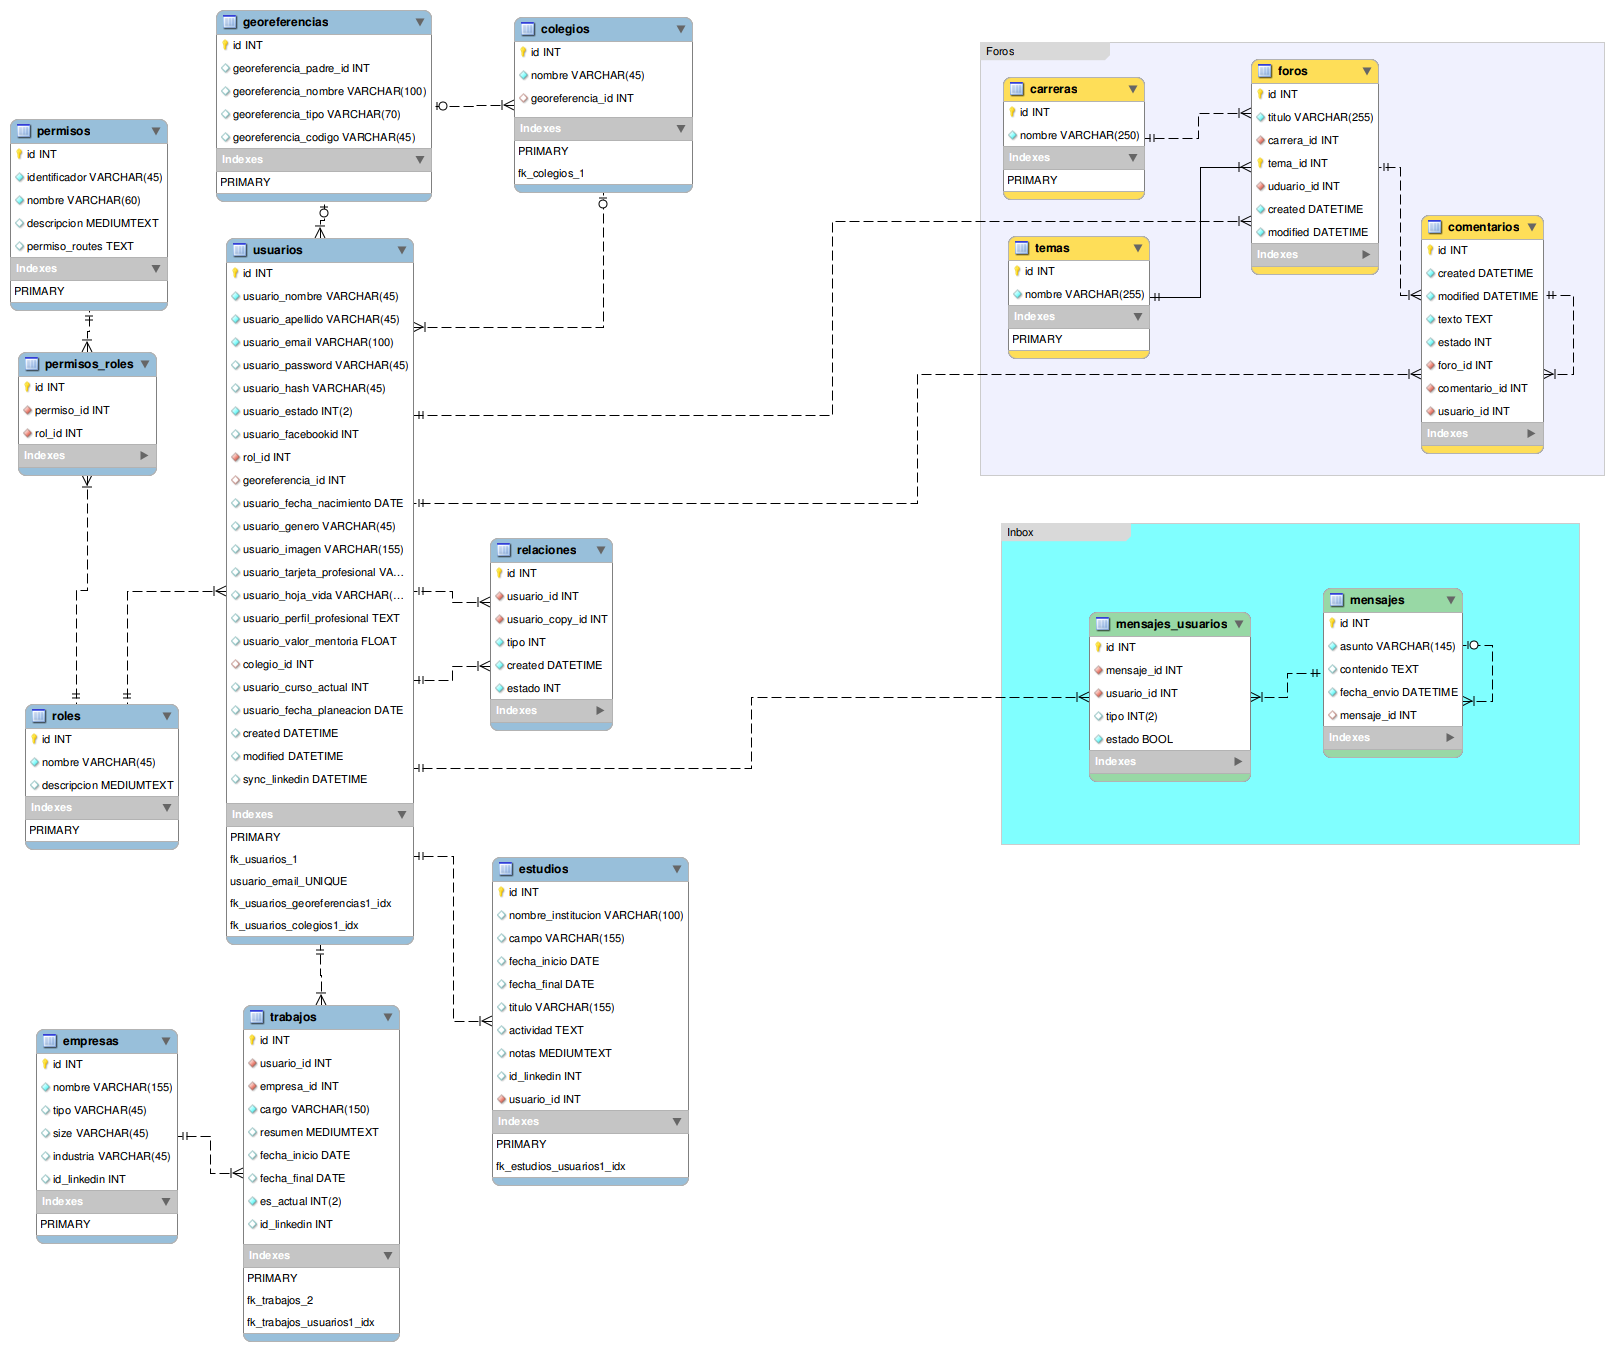 georeferencias
id INT
georeferencia_padre_id INT
georeferencia_nombre VARCHAR(100)
georeferencia_tipo VARCHAR(70)
georeferencia_codigo VARCHAR(45)
Indexes
PRIMARY
colegios
id INT
nombre VARCHAR(45)
georeferencia_id INT
Indexes
PRIMARY
fk_colegios_1
permisos
id INT
identificador VARCHAR(45)
nombre VARCHAR(60)
descripcion MEDIUMTEXT
permiso_routes TEXT
Indexes
PRIMARY
permisos_roles
id INT
permiso_id INT
rol_id INT
Indexes
roles
id INT
nombre VARCHAR(45)
descripcion MEDIUMTEXT
Indexes
PRIMARY
usuarios
id INT
usuario_nombre VARCHAR(45)
usuario_apellido VARCHAR(45)
usuario_email VARCHAR(100)
usuario_password VARCHAR(45)
usuario_hash VARCHAR(45)
usuario_estado INT(2)
usuario_facebookid INT
rol_id INT
georeferencia_id INT
usuario_fecha_nacimiento DATE
usuario_genero VARCHAR(45)
usuario_imagen VARCHAR(155)
usuario_tarjeta_profesional VA...
usuario_hoja_vida VARCHAR(...
usuario_perfil_profesional TEXT
usuario_valor_mentoria FLOAT
colegio_id INT
usuario_curso_actual INT
usuario_fecha_planeacion DATE
created DATETIME
modified DATETIME
sync_linkedin DATETIME
Indexes
PRIMARY
fk_usuarios_1
usuario_email_UNIQUE
fk_usuarios_georeferencias1_idx
fk_usuarios_colegios1_idx
relaciones
id INT
usuario_id INT
usuario_copy_id INT
tipo INT
created DATETIME
estado INT
Indexes
estudios
id INT
nombre_institucion VARCHAR(100)
campo VARCHAR(155)
fecha_inicio DATE
fecha_final DATE
titulo VARCHAR(155)
actividad TEXT
notas MEDIUMTEXT
id_linkedin INT
usuario_id INT
Indexes
PRIMARY
fk_estudios_usuarios1_idx
empresas
id INT
nombre VARCHAR(155)
tipo VARCHAR(45)
size VARCHAR(45)
industria VARCHAR(45)
id_linkedin INT
Indexes
PRIMARY
trabajos
id INT
usuario_id INT
empresa_id INT
cargo VARCHAR(150)
resumen MEDIUMTEXT
fecha_inicio DATE
fecha_final DATE
es_actual INT(2)
id_linkedin INT
Indexes
PRIMARY
fk_trabajos_2
fk_trabajos_usuarios1_idx
Foros
carreras
id INT
nombre VARCHAR(250)
Indexes
PRIMARY
temas
id INT
nombre VARCHAR(255)
Indexes
PRIMARY
foros
id INT
titulo VARCHAR(255)
carrera_id INT
tema_id INT
uduario_id INT
created DATETIME
modified DATETIME
Indexes
comentarios
id INT
created DATETIME
modified DATETIME
texto TEXT
estado INT
foro_id INT
comentario_id INT
usuario_id INT
Indexes
Inbox
mensajes_usuarios
id INT
mensaje_id INT
usuario_id INT
tipo INT(2)
estado BOOL
Indexes
mensajes
id INT
asunto VARCHAR(145)
contenido TEXT
fecha_envio DATETIME
mensaje_id INT
Indexes